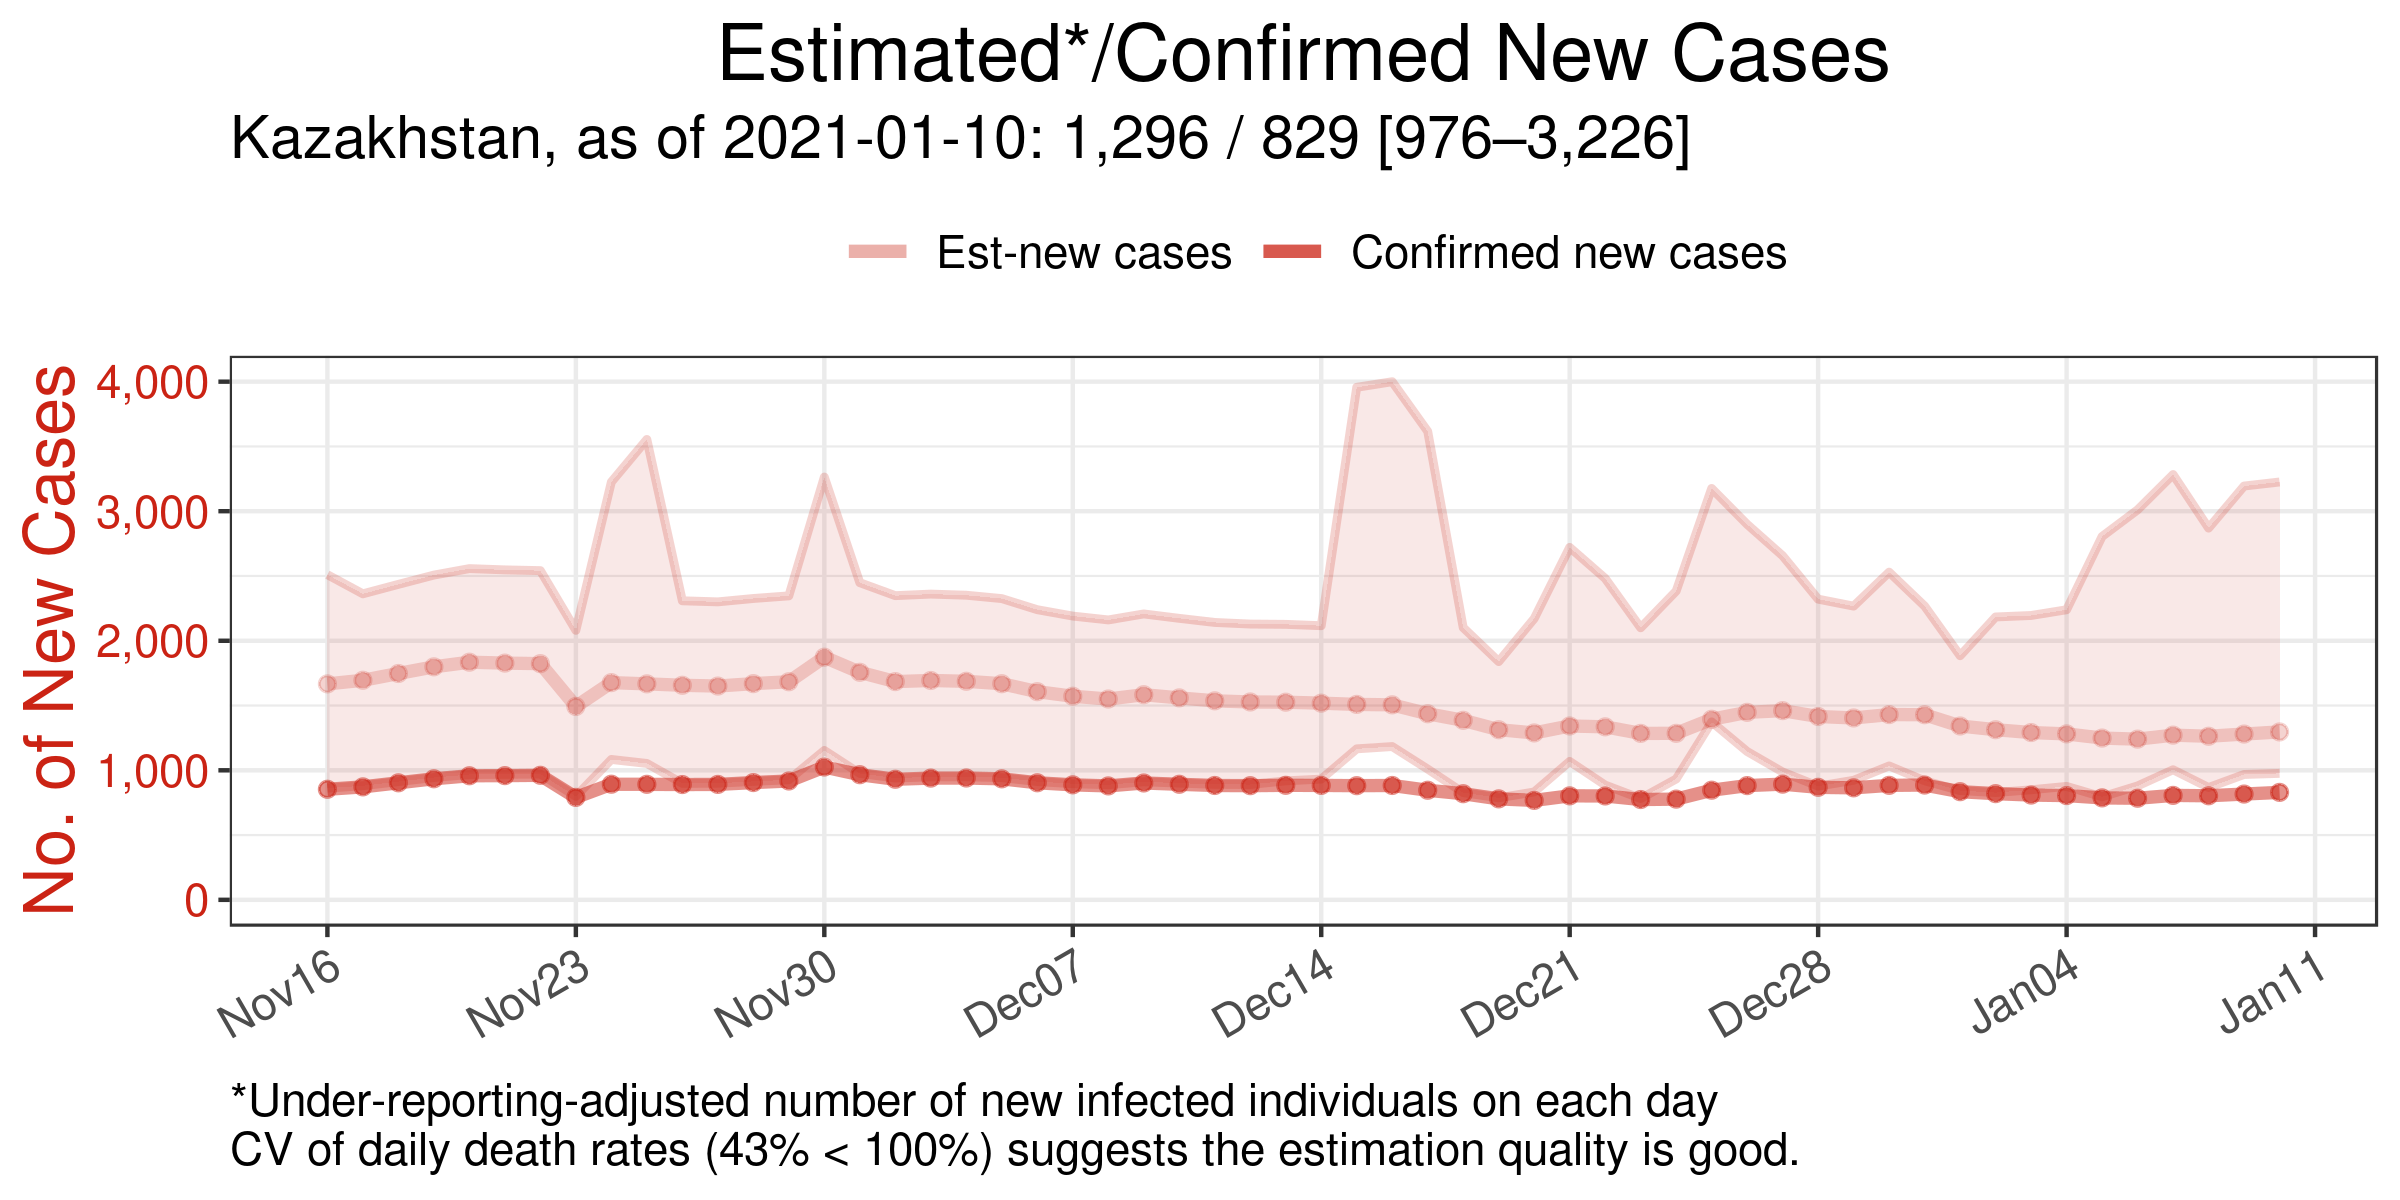 Estimated*/Confirmed New Cases
Kazakhstan, as of 2021-01-10: 1,296 / 829 [976–3,226]
Est-new cases
Confirmed new cases
No. of New Cases
4,000
3,000
2,000
1,000
0
Nov16
Nov23
Nov30
Dec07
Dec14
Dec21
Dec28
Jan04
Jan11
*Under-reporting-adjusted number of new infected individuals on each day
CV of daily death rates (43% < 100%) suggests the estimation quality is good.